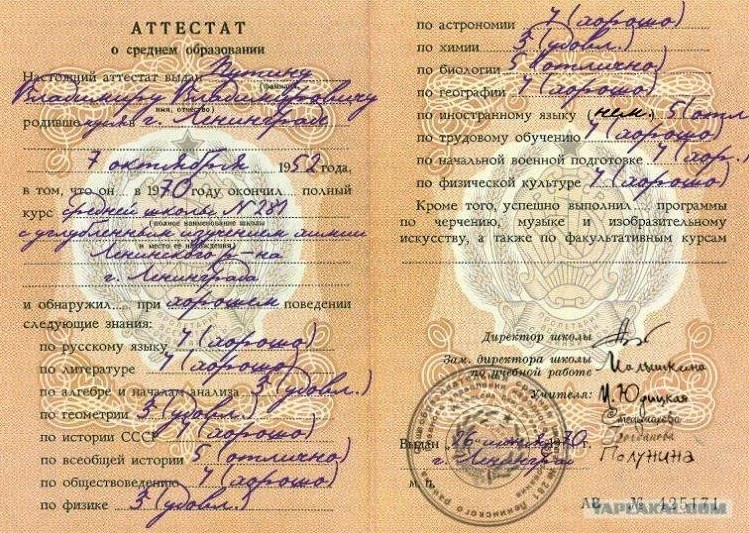 АТТЕСТАТ
о среднем образовании
Настоящий аттестат выдан Путину
(фамилия,
Владимиру Владимировичу
имя, отчество)
родившемуся в г. Ленинграде
7 октября 1952 года,
в том, что он... в 1970 году окончил... полный
курс средней школы № 281
(полное наименование школы
с углубленным изучением химии
и место ее нахождения)
Ленинского р-на
г. Ленинграда
и обнаружил.... при хорошем поведении
следующие знания:
по русскому языку 4 (хорошо)
по литературе 4 (хорошо)
по алгебре и началам анализа 3 (удовл.)
по геометрии 3 (удовл.)
по истории СССР 4 (хорошо)
по всеобщей истории 5 (отлично)
по обществоведению 4 (хорошо)
по физике 3 (удовл.)
по астрономии 4 (хорошо)
по химии 3 (удовл.)
по биологии 5 (отлично)
по географии 4 (хорошо)
по иностранному языку (нем.) 5 (отл
по трудовому обучению 4 (хорошо)
по начальной военной подготовке 4 (хор.)
по физической культуре 4 (хорошо)
Кроме того, успешно выполнил.... программы
по черчению, музыке и изобразительному
искусству, а также по факультативным курсам
Директор школы
Зам. директора школы
по учебной работе Малышкина
Учителя: И. Юдицкая
Стельмахова
Богданова
Полунина
Выдан 26 1970 г.
г. Ленинград
М. П.
АВ № 425171
YAPLAKAL.COM